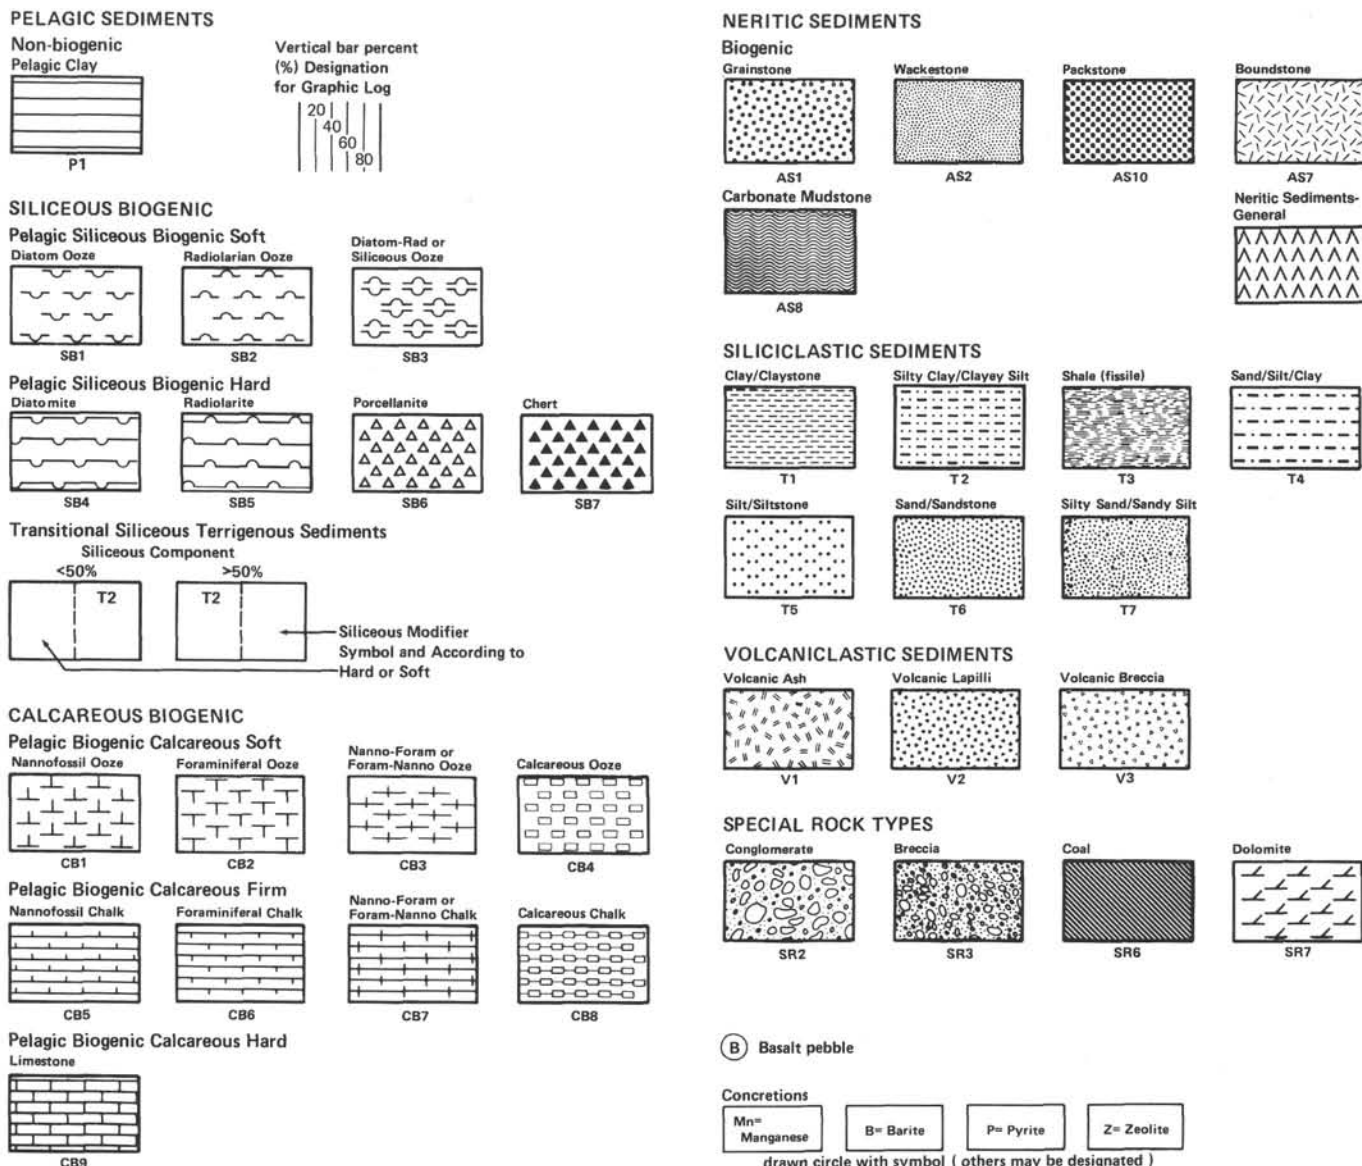 PELAGIC SEDIMENTS
Non-biogenic
Pelagic Clay
P1
Vertical bar percent
(%) Designation
for Graphic Log
20
40
60
80
SILICEOUS BIOGENIC
Pelagic Siliceous Biogenic Soft
Diatom Ooze
Radiolarian Ooze
Diatom-Rad or
Siliceous Ooze
SB1
SB2
SB3
Pelagic Siliceous Biogenic Hard
Diatomite
Radiolarite
Porcellanite
Chert
SB4
SB5
SB6
SB7
Transitional Siliceous Terrigenous Sediments
Siliceous Component
<50%
>50%
T2
T2
Siliceous Modifier
Symbol and According to
Hard or Soft
CALCAREOUS BIOGENIC
Pelagic Biogenic Calcareous Soft
Nannofossil Ooze
Foraminiferal Ooze
Nanno-Foram or
Foram-Nanno Ooze
Calcareous Ooze
CB1
CB2
CB3
CB4
Pelagic Biogenic Calcareous Firm
Nannofossil Chalk
Foraminiferal Chalk
Nanno-Foram or
Foram-Nanno Chalk
Calcareous Chalk
CB5
CB6
CB7
CB8
Pelagic Biogenic Calcareous Hard
Limestone
CB9
NERITIC SEDIMENTS
Biogenic
Grainstone
Wackestone
Packstone
Boundstone
AS1
AS2
AS10
AS7
Carbonate Mudstone
Neritic Sediments-
General
AS8
SILICICLASTIC SEDIMENTS
Clay/Claystone
Silty Clay/Clayey Silt
Shale (fissile)
Sand/Silt/Clay
T1
T2
T3
T4
Silt/Siltstone
Sand/Sandstone
Silty Sand/Sandy Silt
T5
T6
T7
VOLCANICLASTIC SEDIMENTS
Volcanic Ash
Volcanic Lapilli
Volcanic Breccia
V1
V2
V3
SPECIAL ROCK TYPES
Conglomerate
Breccia
Coal
Dolomite
SR2
SR3
SR6
SR7
B Basalt pebble
Concretions
Mn=
Manganese
B= Barite
P= Pyrite
Z= Zeolite
drawn circle with symbol ( others may be designated )